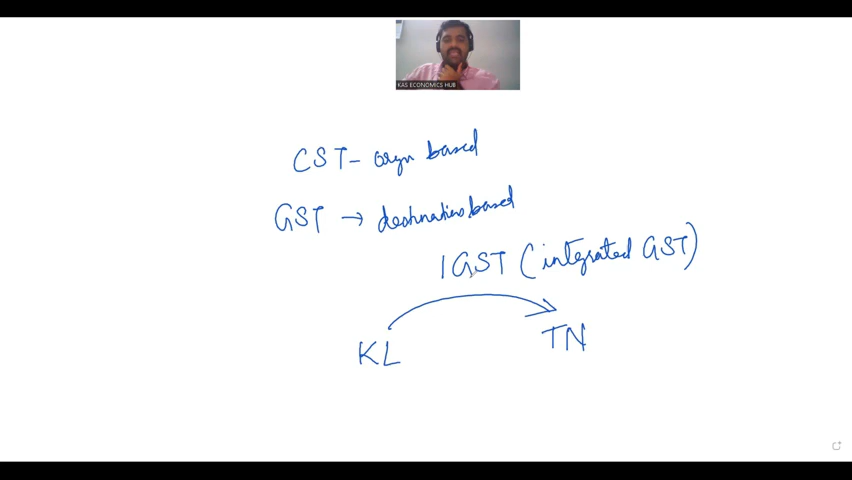 KAS ECONOMICS HUB
CST - orgn based
GST → destination based
IGST (integrated GST)
KL TN